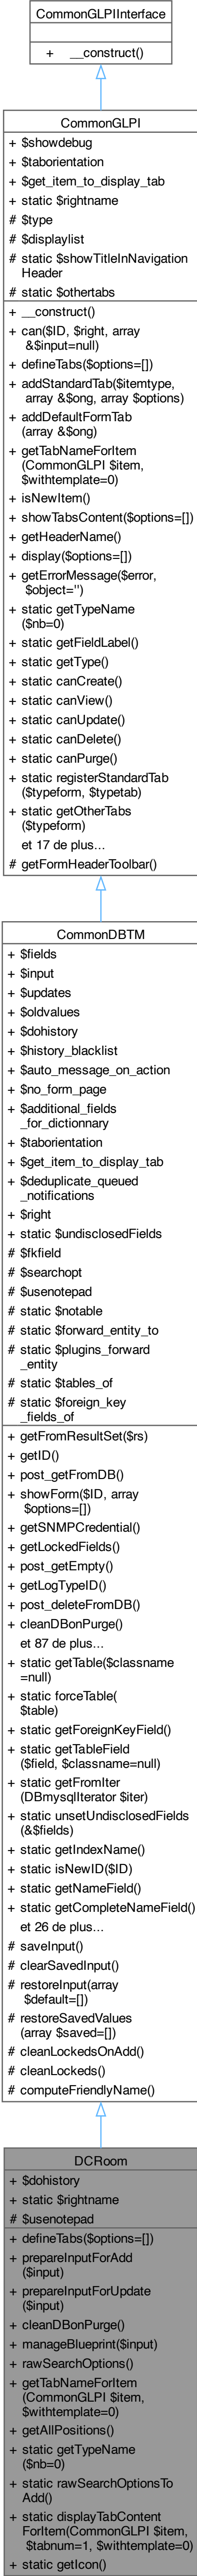 CommonGLPIInterface
+ __construct()
CommonGLPI
+ $showdebug
+ $taborientation
+ $get_item_to_display_tab
+ static $rightname
# $type
# $displaylist
# static $showTitleInNavigation
Header
# static $othertabs
+ __construct()
+ can($ID, $right, array
&$input=null)
+ defineTabs($options=[])
+ addStandardTab($itemtype,
array &$ong, array $options)
+ addDefaultFormTab
(array &$ong)
+ getTabNameForItem
(CommonGLPI $item,
$withtemplate=0)
+ isNewItem()
+ showTabsContent($options=[])
+ getHeaderName()
+ display($options=[])
+ getErrorMessage($error,
$object='')
+ static getTypeName
($nb=0)
+ static getFieldLabel()
+ static getType()
+ static canCreate()
+ static canView()
+ static canUpdate()
+ static canDelete()
+ static canPurge()
+ static registerStandardTab
($typeform, $typetab)
+ static getOtherTabs
($typeform)
et 17 de plus...
# getFormHeaderToolbar()
CommonDBTM
+ $fields
+ $input
+ $updates
+ $oldvalues
+ $dohistory
+ $history_blacklist
+ $auto_message_on_action
+ $no_form_page
+ $additional_fields
_for_dictionnary
+ $taborientation
+ $get_item_to_display_tab
+ $deduplicate_queued
_notifications
+ $right
+ static $undisclosedFields
# $fkfield
# $searchopt
# $usenotepad
# static $notable
# static $forward_entity_to
# static $plugins_forward
_entity
# static $tables_of
# static $foreign_key
_fields_of
+ getFromResultSet($rs)
+ getID()
+ post_getFromDB()
+ showForm($ID, array
$options=[])
+ getSNMPCredential()
+ getLockedFields()
+ post_getEmpty()
+ getLogTypeID()
+ post_deleteFromDB()
+ cleanDBonPurge()
et 87 de plus...
+ static getTable($classname
=null)
+ static forceTable(
$table)
+ static getForeignKeyField()
+ static getTableField
($field, $classname=null)
+ static getFromIter
(DBmysqlIterator $iter)
+ static unsetUndisclosedFields
(&$fields)
+ static getIndexName()
+ static isNewID($ID)
+ static getNameField()
+ static getCompleteNameField()
et 26 de plus...
# saveInput()
# clearSavedInput()
# restoreInput(array
$default=[])
# restoreSavedValues
(array $saved=[])
# cleanLockedsOnAdd()
# cleanLockeds()
# computeFriendlyName()
DCRoom
+ $dohistory
+ static $rightname
# $usenotepad
+ defineTabs($options=[])
+ prepareInputForAdd
($input)
+ prepareInputForUpdate
($input)
+ cleanDBonPurge()
+ manageBlueprint($input)
+ rawSearchOptions()
+ getTabNameForItem
(CommonGLPI $item,
$withtemplate=0)
+ getAllPositions()
+ static getTypeName
($nb=0)
+ static rawSearchOptionsTo
Add()
+ static displayTabContent
ForItem(CommonGLPI $item,
$tabnum=1, $withtemplate=0)
+ static getIcon()